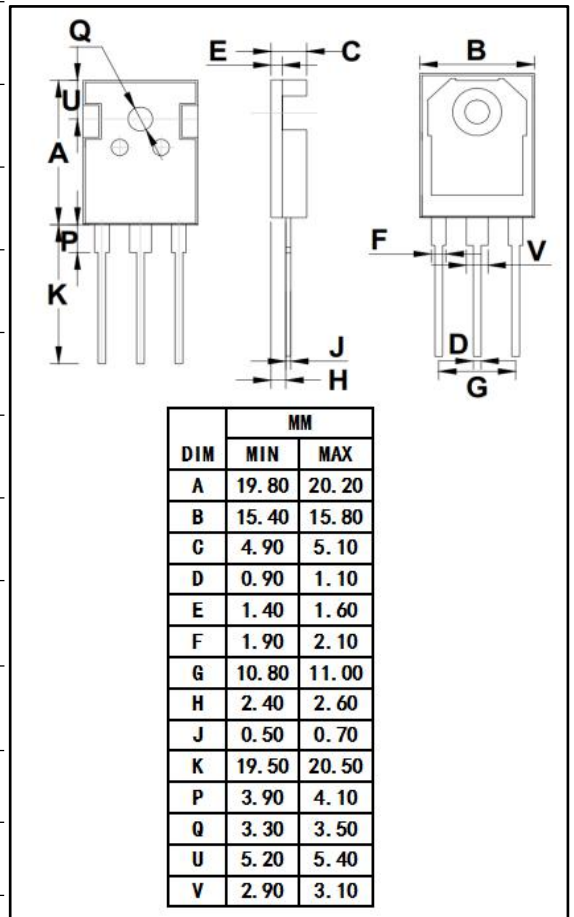 Q
E C B
U
A
P
K
F V
J D
H G
MM
DIM MIN MAX
A 19.80 20.20
B 15.40 15.80
C 4.90 5.10
D 0.90 1.10
E 1.40 1.60
F 1.90 2.10
G 10.80 11.00
H 2.40 2.60
J 0.50 0.70
K 19.50 20.50
P 3.90 4.10
Q 3.30 3.50
U 5.20 5.40
V 2.90 3.10